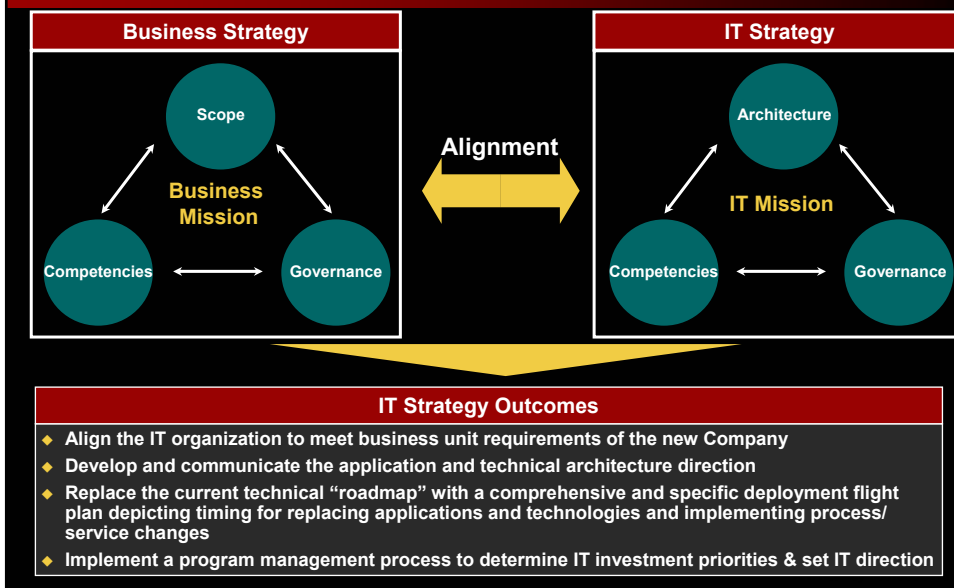 Business Strategy
Scope
Business
Mission
Competencies
Governance
Alignment
IT Strategy
Architecture
IT Mission
Competencies
Governance
IT Strategy Outcomes
Align the IT organization to meet business unit requirements of the new Company
Develop and communicate the application and technical architecture direction
Replace the current technical “roadmap” with a comprehensive and specific deployment flight
plan depicting timing for replacing applications and technologies and implementing process/
service changes
Implement a program management process to determine IT investment priorities & set IT direction